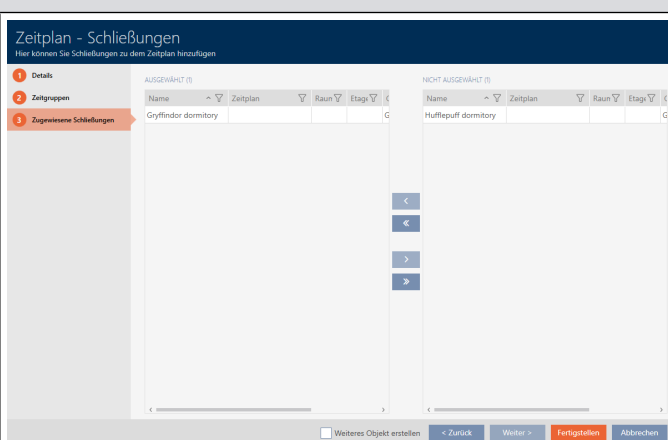 Zeitplan - Schließungen
Hier können Sie Schließungen zu dem Zeitplan hinzufügen
1 Details
2 Zeitgruppen
3 Zugewiesene Schließungen
AUSGEWÄHLT (1)
Name Zeitplan Raum Etage
Gryffindor dormitory G
NICHT AUSGEWÄHLT (1)
Name Zeitplan Raum Etage G
Hufflepuff dormitory G
Weiteres Objekt erstellen < Zurück Weiter > Fertigstellen Abbrechen